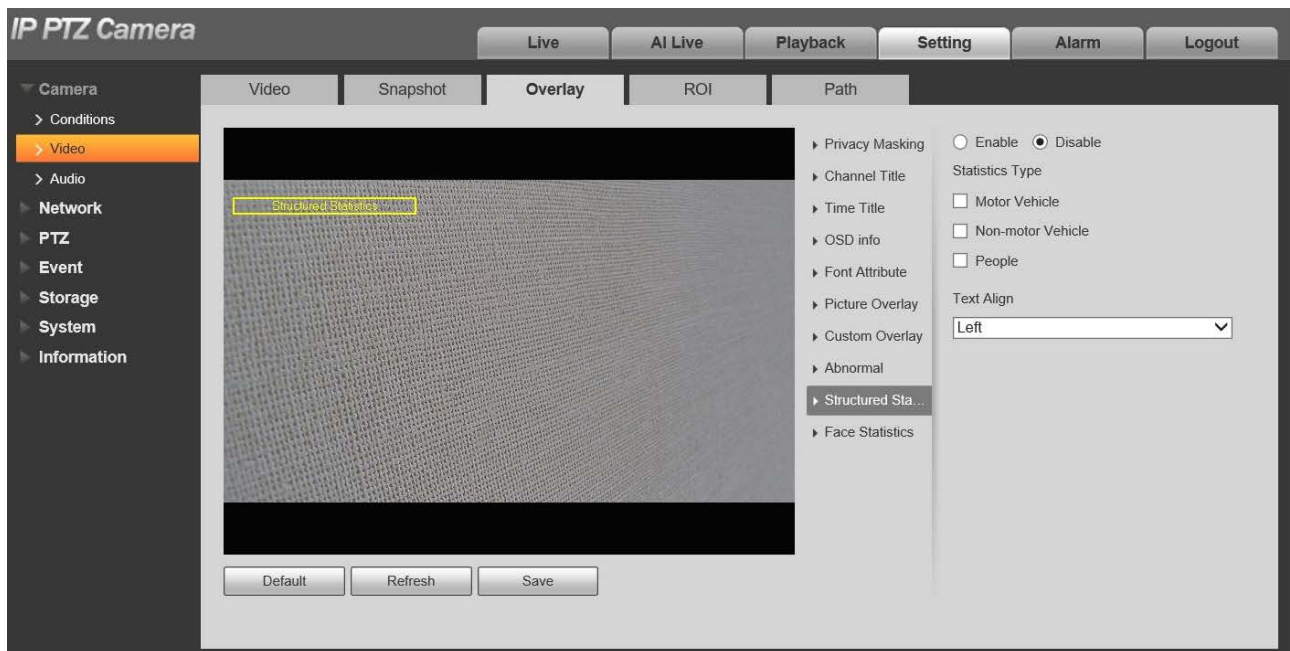 IP PTZ Camera
Live
AI Live
Playback
Setting
Alarm
Logout
Camera
Conditions
Video
Audio
Network
PTZ
Event
Storage
System
Information
Video
Snapshot
Overlay
ROI
Path
Structured Statistics
Default
Refresh
Save
Privacy Masking
Channel Title
Time Title
OSD info
Font Attribute
Picture Overlay
Custom Overlay
Abnormal
Structured Sta...
Face Statistics
Enable Disable
Statistics Type
Motor Vehicle
Non-motor Vehicle
People
Text Align
Left